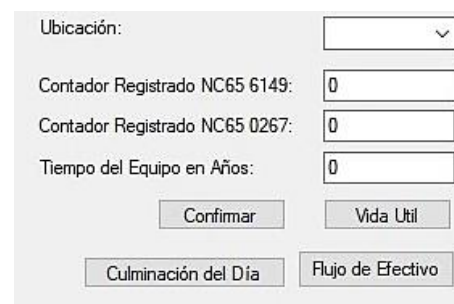 Ubicación:
Contador Registrado NC65 6149: 0
Contador Registrado NC65 0267: 0
Tiempo del Equipo en Años: 0
Confirmar Vida Util
Culminación del Día Flujo de Efectivo